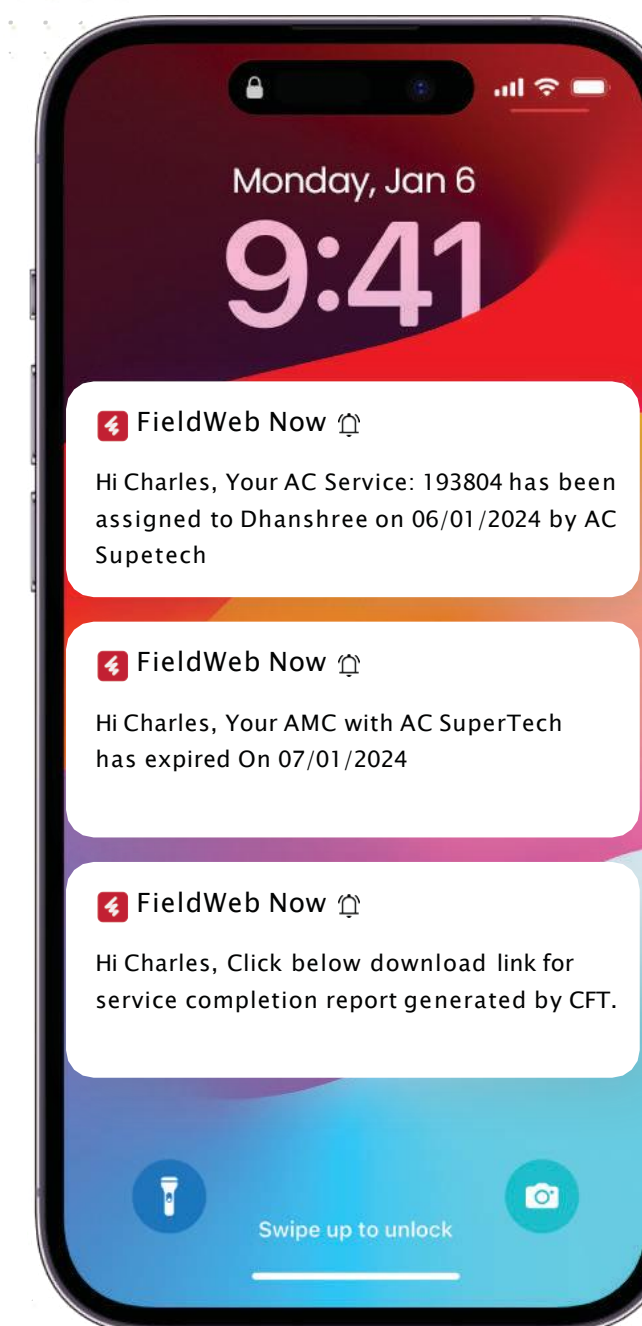 Monday, Jan 6
9:41
FieldWeb Now
Hi Charles, Your AC Service: 193804 has been
assigned to Dhanshree on 06/01/2024 by AC
Supetech
FieldWeb Now
Hi Charles, Your AMC with AC SuperTech
has expired On 07/01/2024
FieldWeb Now
Hi Charles, Click below download link for
service completion report generated by CFT.
Swipe up to unlock